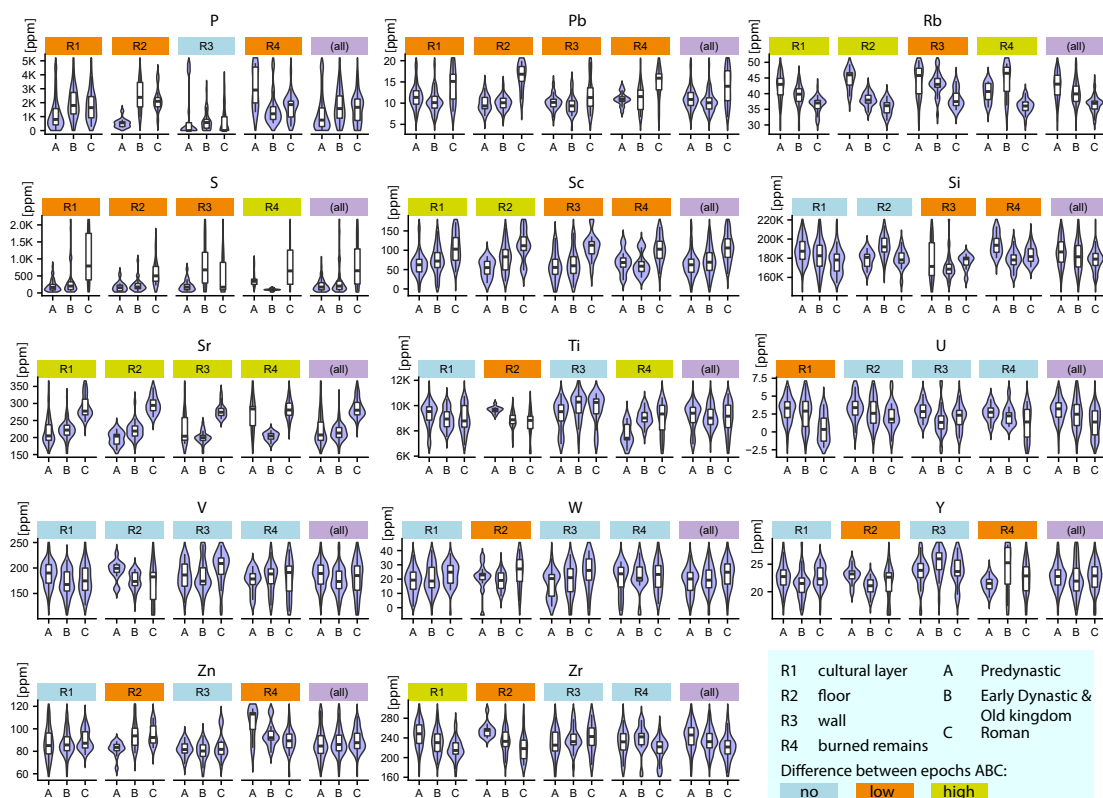 P
Pb
Rb
[ppm]
[ppm]
[ppm]
R1 R2 R3 R4 (all)
R1 R2 R3 R4 (all)
R1 R2 R3 R4 (all)
5K
4K
3K
2K
1K
0
20
15
10
5
50
45
40
35
30
A B C A B C A B C A B C A B C
A B C A B C A B C A B C A B C
A B C A B C A B C A B C A B C
S
Sc
Si
[ppm]
[ppm]
[ppm]
R1 R2 R3 R4 (all)
R1 R2 R3 R4 (all)
R1 R2 R3 R4 (all)
2.0K
1.0K
500
0
150
100
50
0
220K
200K
180K
160K
A B C A B C A B C A B C A B C
A B C A B C A B C A B C A B C
A B C A B C A B C A B C A B C
Sr
Ti
U
[ppm]
[ppm]
[ppm]
R1 R2 R3 R4 (all)
R1 R2 R3 R4 (all)
R1 R2 R3 R4 (all)
350
300
250
200
150
12K
10K
8K
6K
7.5
5
2.5
0
−2.5
A B C A B C A B C A B C A B C
A B C A B C A B C A B C A B C
A B C A B C A B C A B C A B C
V
W
Y
[ppm]
[ppm]
[ppm]
R1 R2 R3 R4 (all)
R1 R2 R3 R4 (all)
R1 R2 R3 R4 (all)
250
200
150
40
30
20
10
0
25
20
A B C A B C A B C A B C A B C
A B C A B C A B C A B C A B C
A B C A B C A B C A B C A B C
Zn
Zr
[ppm]
[ppm]
R1 R2 R3 R4 (all)
R1 R2 R3 R4 (all)
120
100
80
60
280
240
200
160
A B C A B C A B C A B C A B C
A B C A B C A B C A B C A B C
R1 cultural layer
R2 floor
R3 wall
R4 burned remains
A Predynastic
B Early Dynastic &
Old kingdom
C Roman
Difference between epochs ABC:
no low high